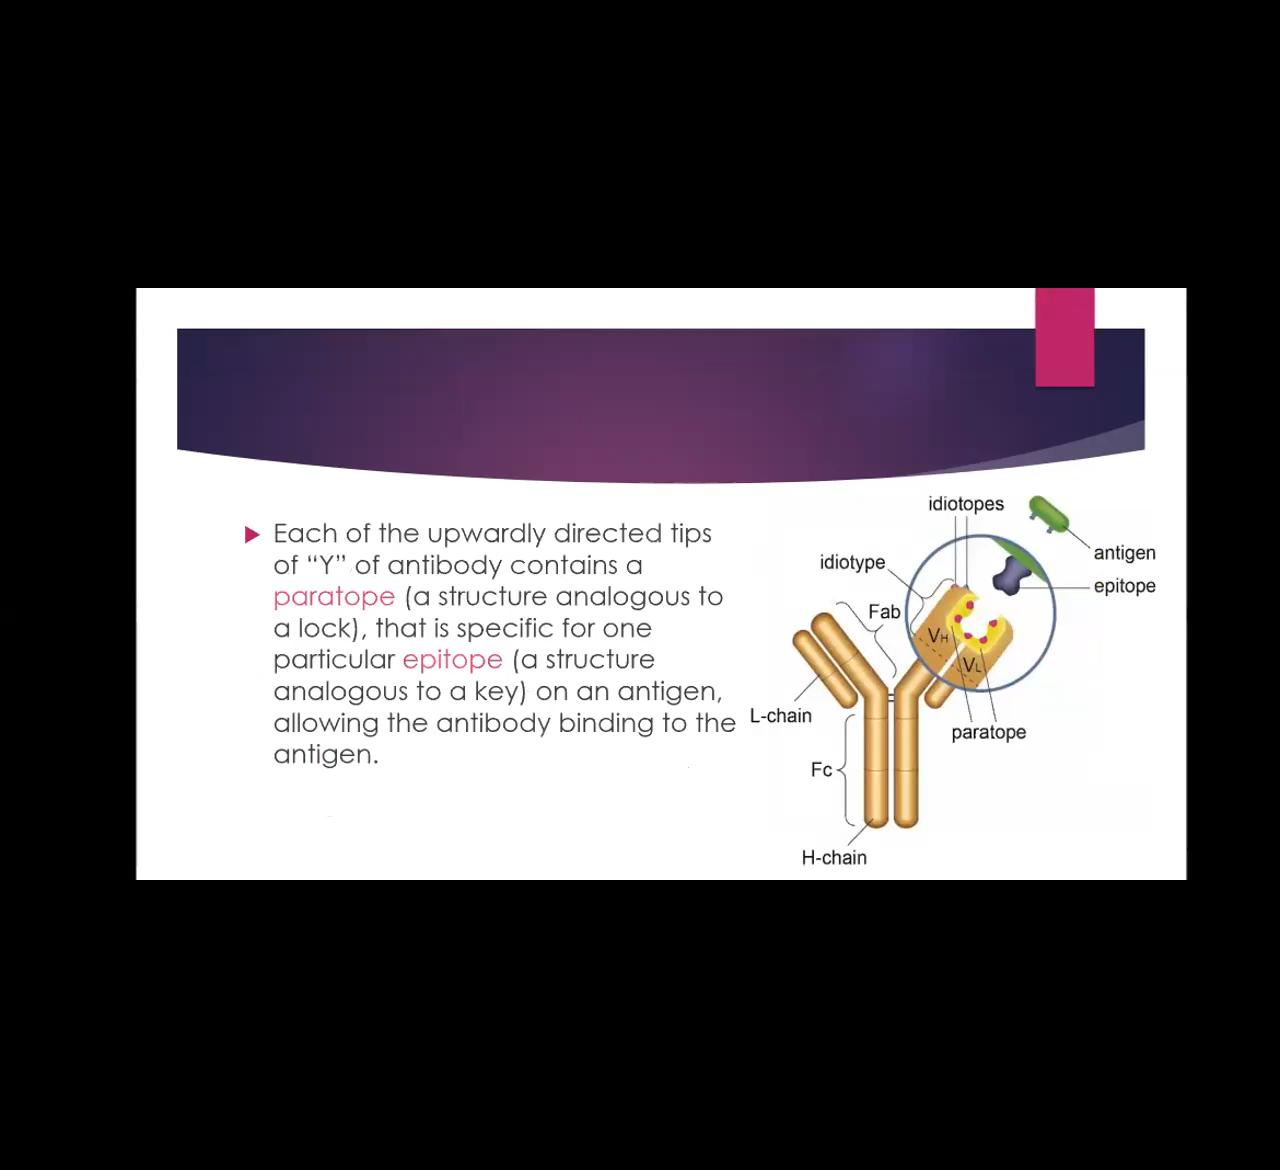 Each of the upwardly directed tips
of “Y” of antibody contains a
paratope (a structure analogous to
a lock), that is specific for one
particular epitope (a structure
analogous to a key) on an antigen,
allowing the antibody binding to the
antigen.
idiotopes
antigen
idiotype
epitope
Fab
VH
VL
L-chain
paratope
Fc
H-chain